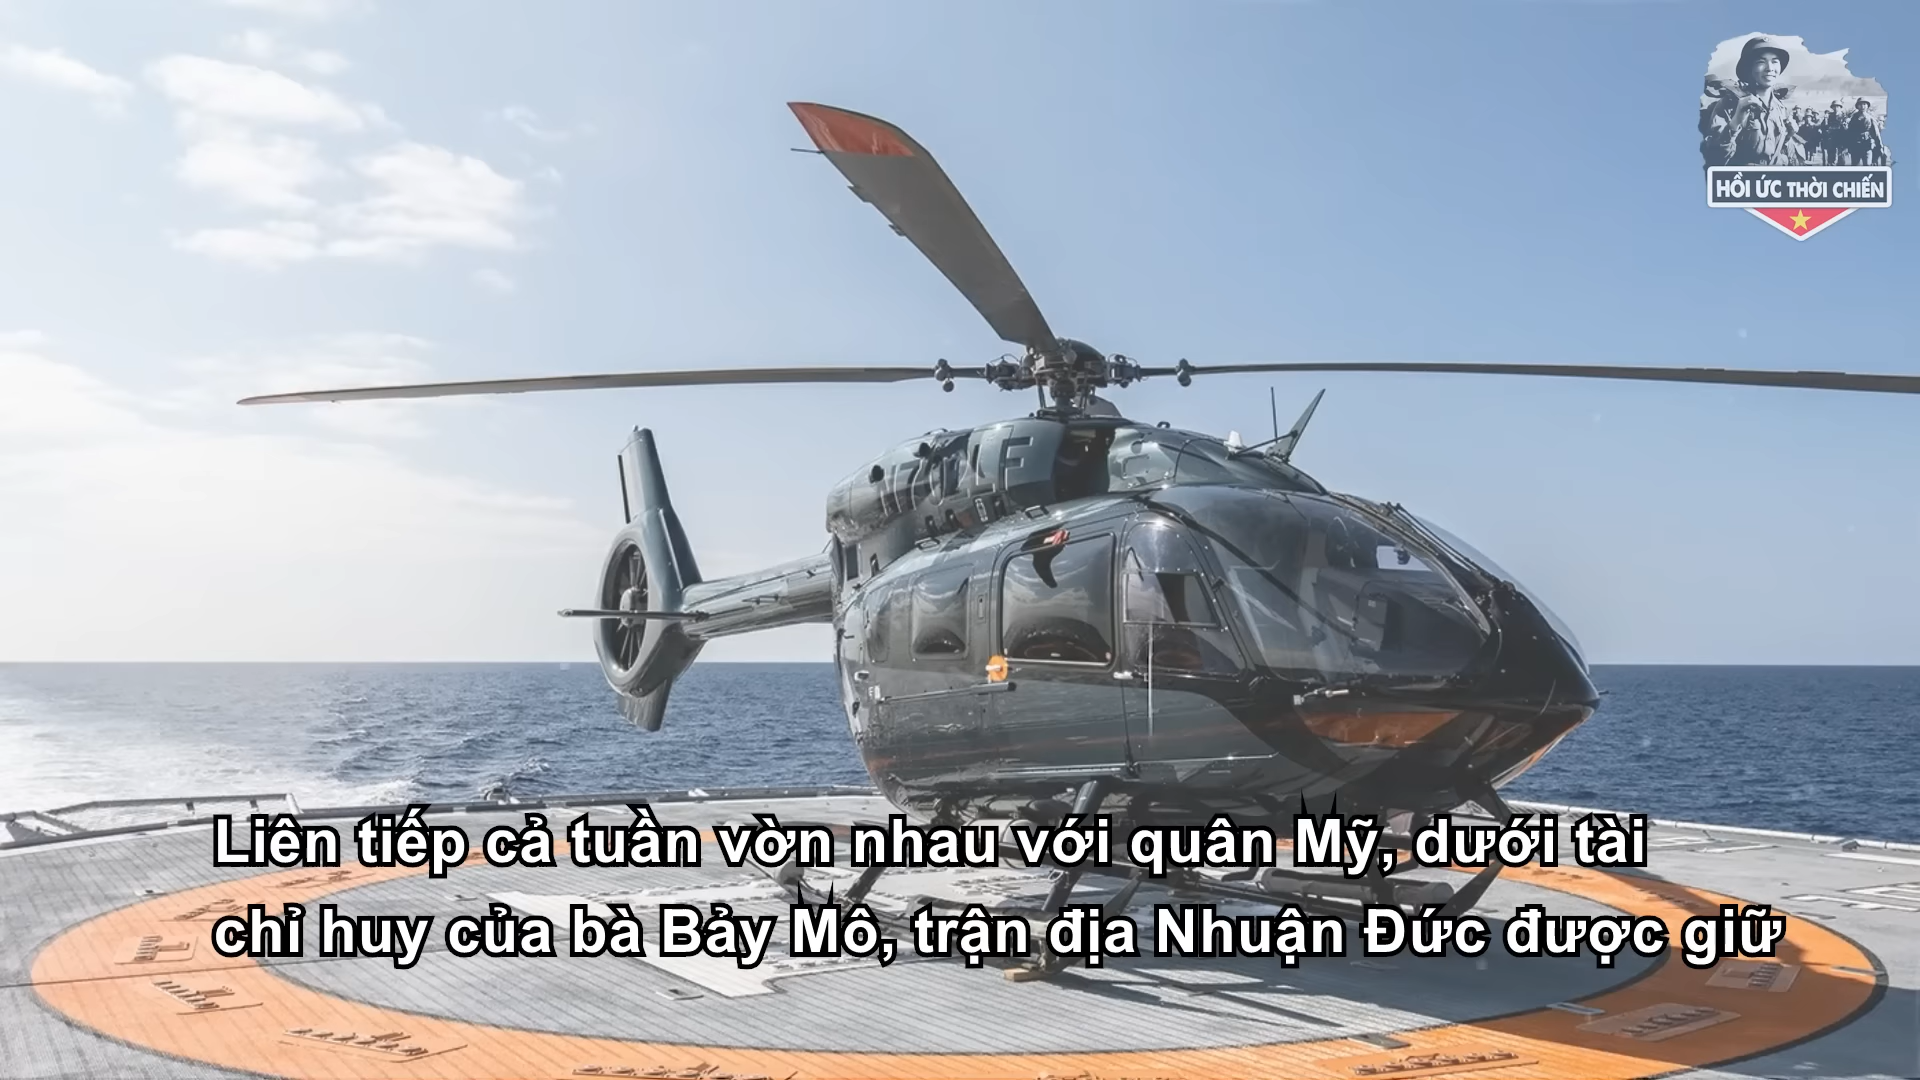 HỒI ỨC THỜI CHIẾN
N702LF
Liên tiếp cả tuần vờn nhau với quân Mỹ, dưới tài
chỉ huy của bà Bảy Mô, trận địa Nhuận Đức được giữ